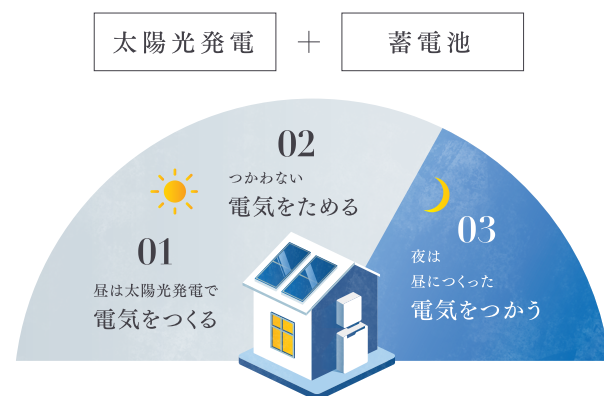 太陽光発電 + 蓄電池
01
昼は太陽光発電で
電気をつくる
02
つかわない
電気をためる
03
夜は
昼につくった
電気をつかう